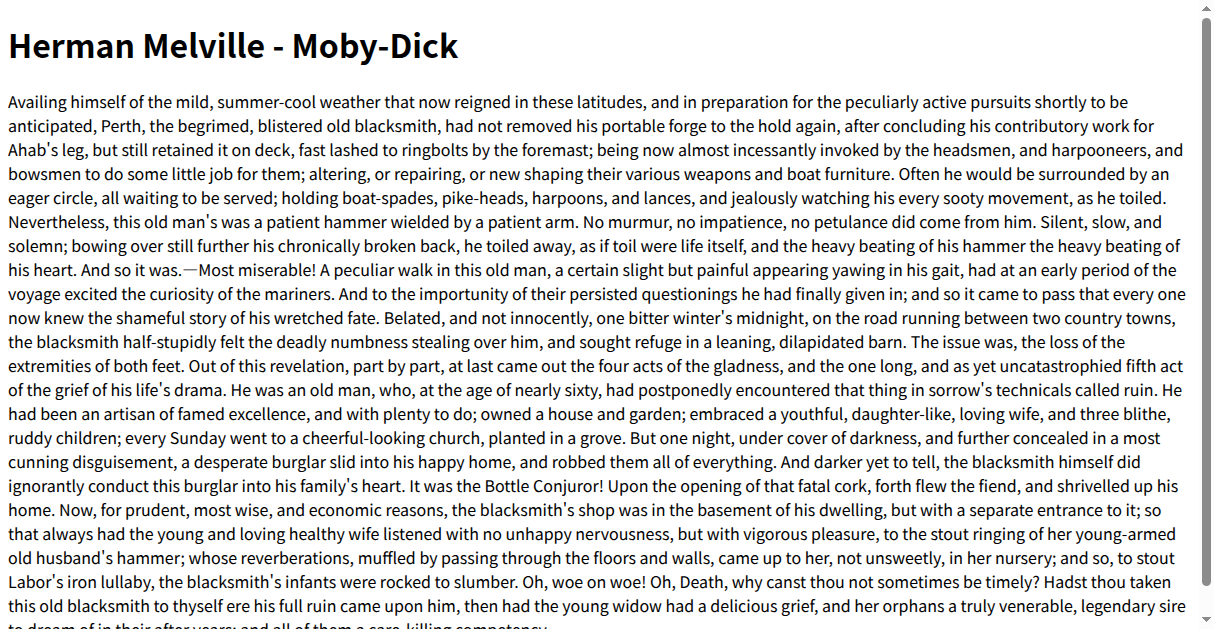 Herman Melville - Moby-Dick
Availing himself of the mild, summer-cool weather that now reigned in these latitudes, and in preparation for the peculiarly active pursuits shortly to be
anticipated, Perth, the begrimed, blistered old blacksmith, had not removed his portable forge to the hold again, after concluding his contributory work for
Ahab's leg, but still retained it on deck, fast lashed to ringbolts by the foremast; being now almost incessantly invoked by the headsmen, and harpooneers, and
bowsmen to do some little job for them; altering, or repairing, or new shaping their various weapons and boat furniture. Often he would be surrounded by an
eager circle, all waiting to be served; holding boat-spades, pike-heads, harpoons, and lances, and jealously watching his every sooty movement, as he toiled.
Nevertheless, this old man's was a patient hammer wielded by a patient arm. No murmur, no impatience, no petulance did come from him. Silent, slow, and
solemn; bowing over still further his chronically broken back, he toiled away, as if toil were life itself, and the heavy beating of his hammer the heavy beating of
his heart. And so it was.—Most miserable! A peculiar walk in this old man, a certain slight but painful appearing yawing in his gait, had at an early period of the
voyage excited the curiosity of the mariners. And to the importunity of their persisted questionings he had finally given in; and so it came to pass that every one
now knew the shameful story of his wretched fate. Belated, and not innocently, one bitter winter's midnight, on the road running between two country towns,
the blacksmith half-stupidly felt the deadly numbness stealing over him, and sought refuge in a leaning, dilapidated barn. The issue was, the loss of the
extremities of both feet. Out of this revelation, part by part, at last came out the four acts of the gladness, and the one long, and as yet uncatastrophied fifth act
of the grief of his life's drama. He was an old man, who, at the age of nearly sixty, had postponedly encountered that thing in sorrow's technicals called ruin. He
had been an artisan of famed excellence, and with plenty to do; owned a house and garden; embraced a youthful, daughter-like, loving wife, and three blithe,
ruddy children; every Sunday went to a cheerful-looking church, planted in a grove. But one night, under cover of darkness, and further concealed in a most
cunning disguisement, a desperate burglar slid into his happy home, and robbed them all of everything. And darker yet to tell, the blacksmith himself did
ignorantly conduct this burglar into his family's heart. It was the Bottle Conjuror! Upon the opening of that fatal cork, forth flew the fiend, and shrivelled up his
home. Now, for prudent, most wise, and economic reasons, the blacksmith's shop was in the basement of his dwelling, but with a separate entrance to it; so
that always had the young and loving healthy wife listened with no unhappy nervousness, but with vigorous pleasure, to the stout ringing of her young-armed
old husband's hammer; whose reverberations, muffled by passing through the floors and walls, came up to her, not unsweetly, in her nursery; and so, to stout
Labor's iron lullaby, the blacksmith's infants were rocked to slumber. Oh, woe on woe! Oh, Death, why canst thou not sometimes be timely? Hadst thou taken
this old blacksmith to thyself ere his full ruin came upon him, then had the young widow had a delicious grief, and her orphans a truly venerable, legendary sire